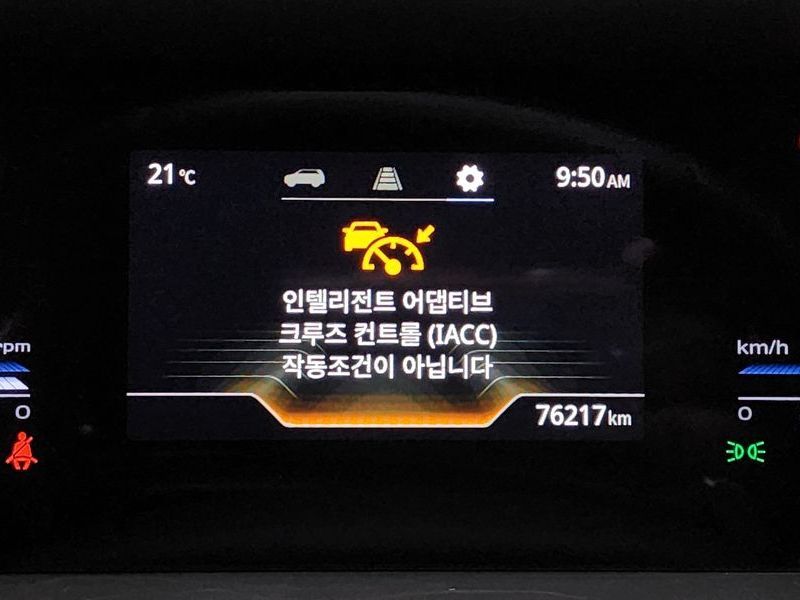 21°C
9:50AM
인텔리전트 어댑티브
크루즈 컨트롤 (IACC)
작동조건이 아닙니다
rpm
km/h
0
76217km
0